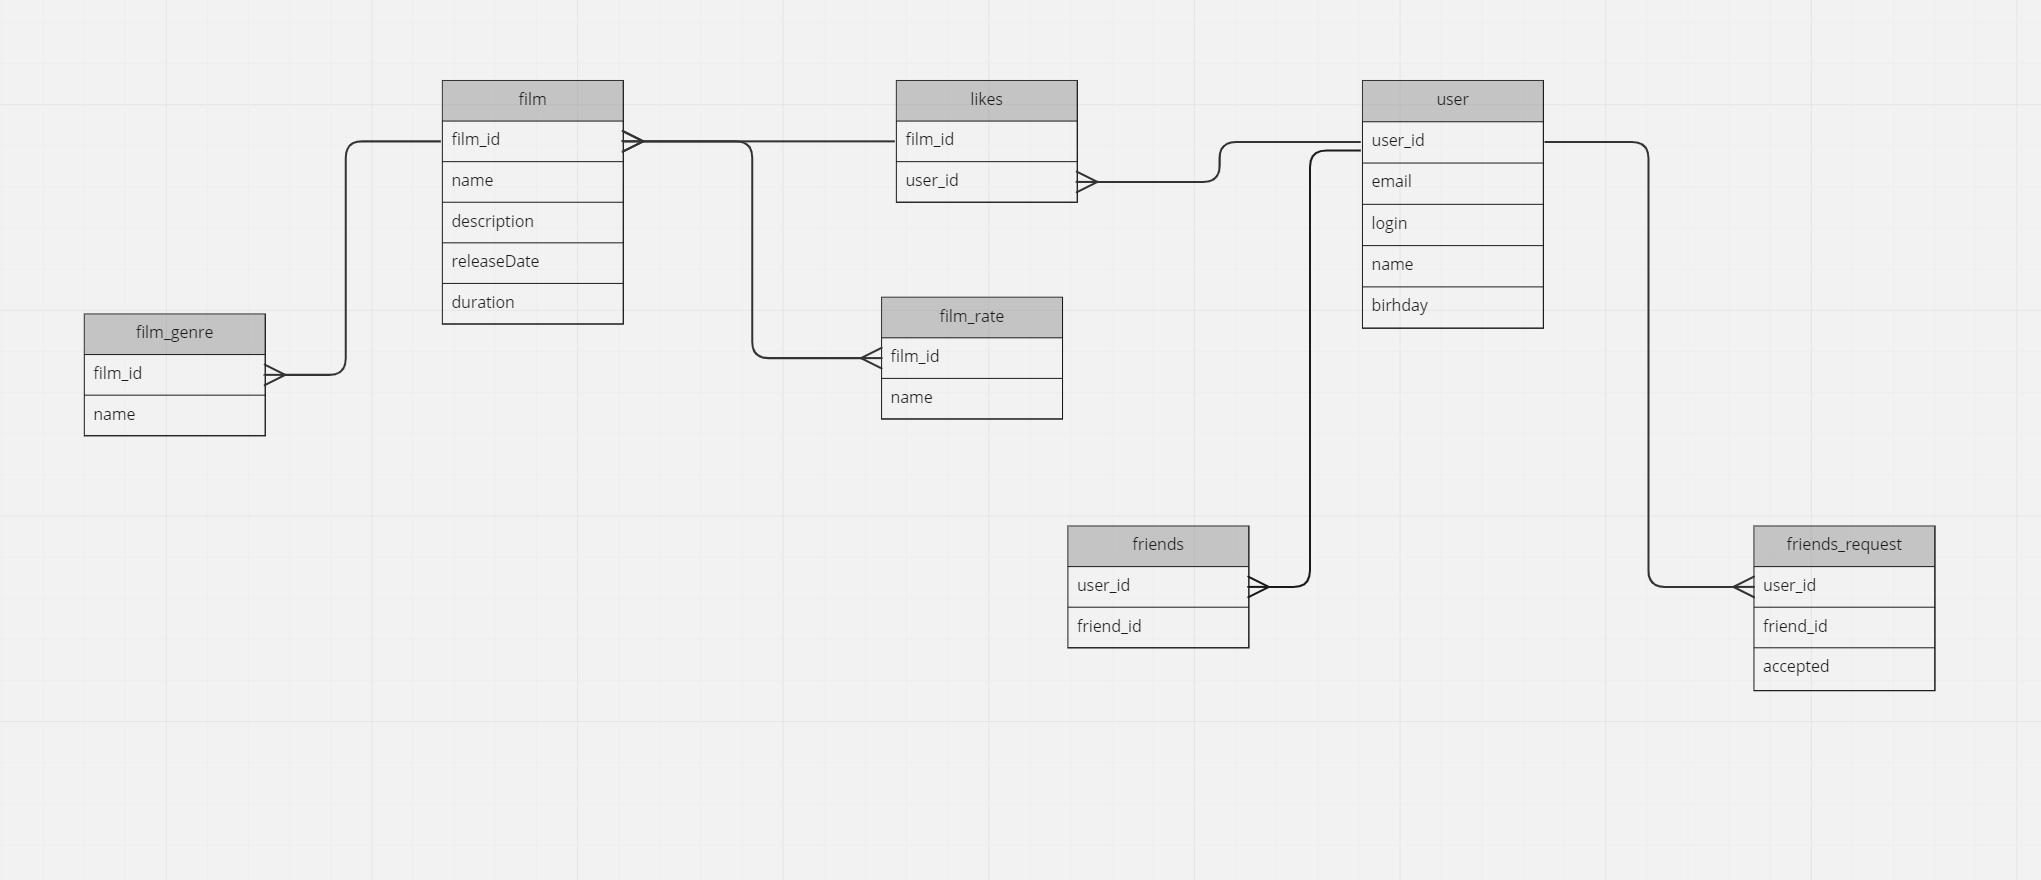 film
film_id
name
description
releaseDate
duration
likes
film_id
user_id
user
user_id
email
login
name
birhday
film_genre
film_id
name
film_rate
film_id
name
friends
user_id
friend_id
friends_request
user_id
friend_id
accepted